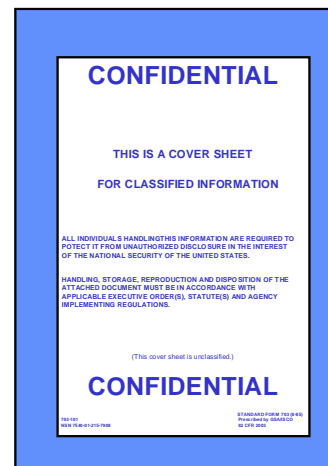 CONFIDENTIAL
THIS IS A COVER SHEET
FOR CLASSIFIED INFORMATION
ALL INDIVIDUALS HANDLINGTHIS INFORMATION ARE REQUIRED TO
POTECT IT FROM UNAUTHORIZED DISCLOSURE IN THE INTEREST
OF THE NATIONAL SECURITY OF THE UNITED STATES.
HANDLING, STORAGE, REPRODUCTION AND DISPOSITION OF THE
ATTACHED DOCUMENT MUST BE IN ACCORDANCE WITH
APPLICABLE EXECUTIVE ORDER(S), STATUTE(S) AND AGENCY
IMPLEMENTING REGULATIONS.
(This cover sheet is unclassified.)
CONFIDENTIAL
703-101
NSN 7540-01-213-7908
STANDARD FORM 703 (8-85)
Prescribed by GSA/ISCO
32 CFR 2003